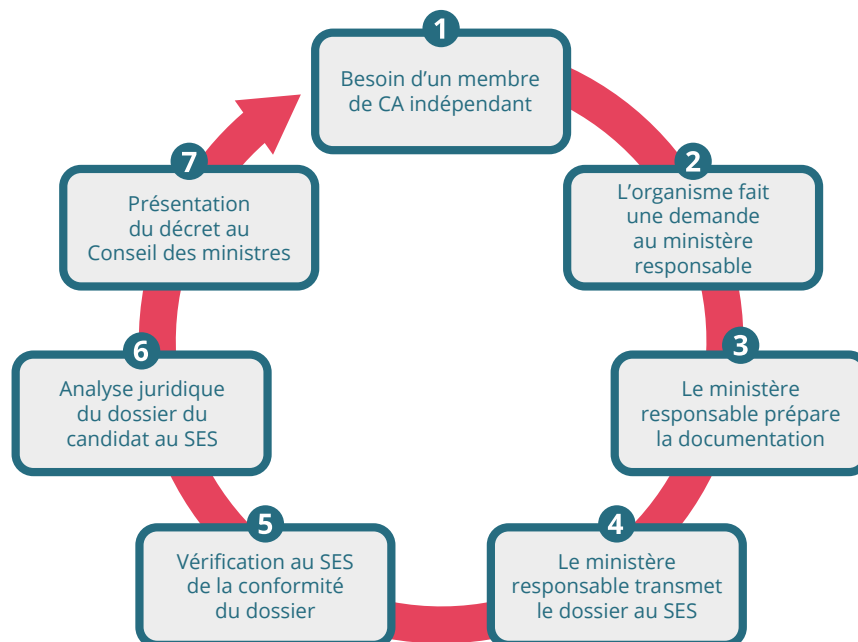 1
Besoin d’un membre
de CA indépendant
2
L’organisme fait
une demande
au ministère
responsable
3
Le ministère
responsable prépare
la documentation
4
Le ministère
responsable transmet
le dossier au SES
5
Vérification au SES
de la conformité
du dossier
6
Analyse juridique
du dossier du
candidat au SES
7
Présentation
du décret au
Conseil des ministres